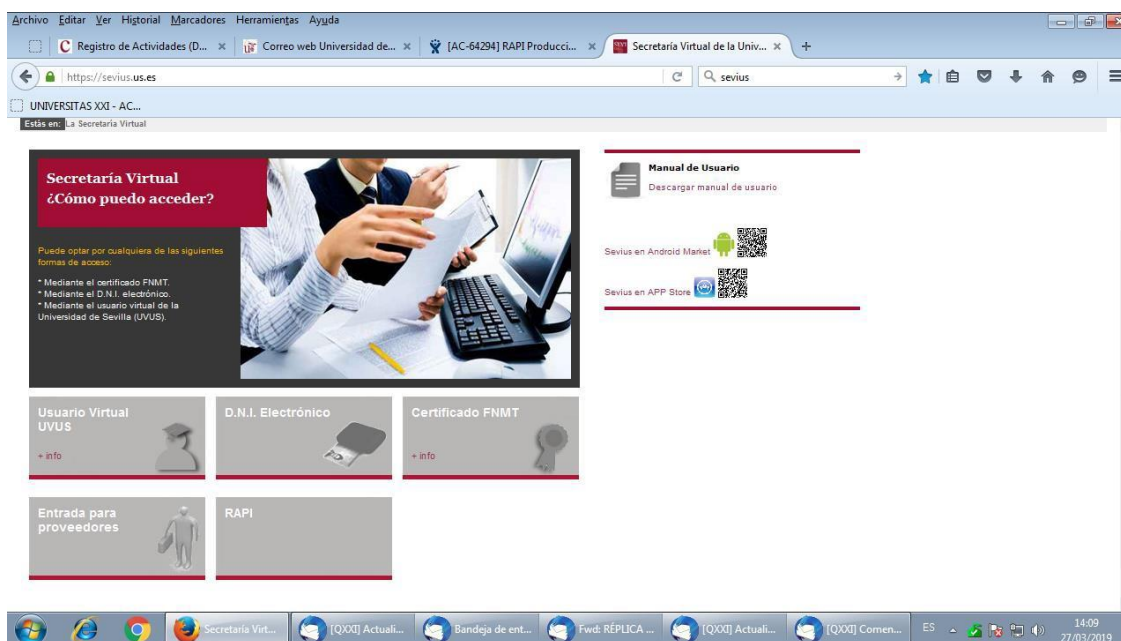 Archivo Editar Ver Historial Marcadores Herramientas Ayuda
C Registro de Actividades (D... × Correo web Universidad de... × [AC-64294] RAPI Producci... × Secretaría Virtual de la Univ... × +
https://sevius.us.es
sevius
UNIVERSITAS XXI - AC...
Estás en: La Secretaría Virtual
Secretaría Virtual
¿Cómo puedo acceder?
Puede optar por cualquiera de las siguientes
formas de acceso:
* Mediante el certificado FNMT.
* Mediante el D.N.I. electrónico.
* Mediante el usuario virtual de la
Universidad de Sevilla (UVUS).
Manual de Usuario
Descargar manual de usuario
Sevius en Android Market
Sevius en APP Store
Usuario Virtual
UVUS
+ info
D.N.I. Electrónico
Certificado FNMT
+ info
Entrada para
proveedores
RAPI
Secretaría Virt...
[QXXI] Actuali...
Bandeja de ent...
Fwd: RÉPLICA ...
[QXXI] Actuali...
[QXXI] Comen...
ES
14:09
27/03/2019